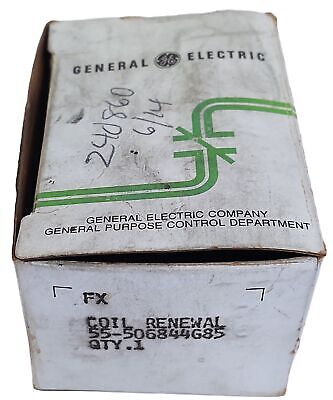 GENERAL GE ELECTRIC
240860
6/14
GENERAL ELECTRIC COMPANY
GENERAL PURPOSE CONTROL DEPARTMENT
FX
COIL RENEWAL
55-506844G85
QTY.1